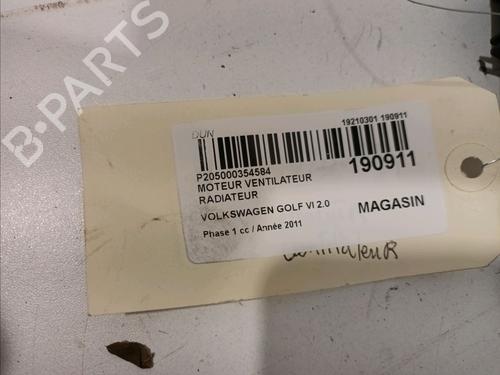 B-PARTS
DUN
19210301 190911
P205000354584
190911
MOTEUR VENTILATEUR
RADIATEUR
VOLKSWAGEN GOLF VI 2.0
MAGASIN
Phase 1 cc / Année 2011